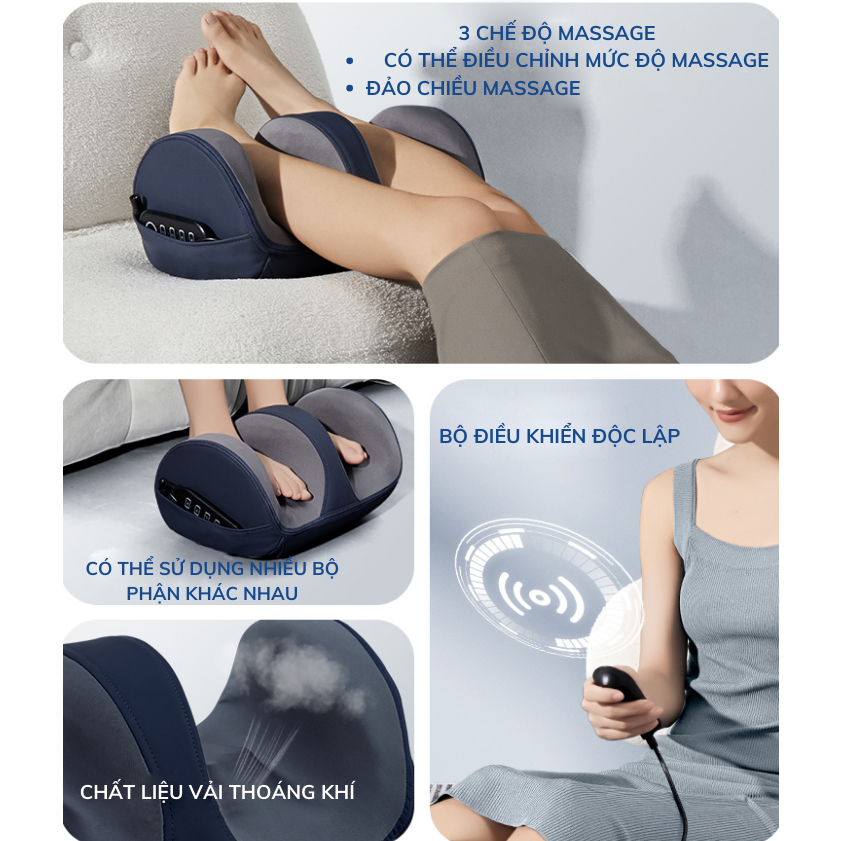 3 CHẾ ĐỘ MASSAGE
• CÓ THỂ ĐIỀU CHỈNH MỨC ĐỘ MASSAGE
• ĐẢO CHIỀU MASSAGE
BỘ ĐIỀU KHIỂN ĐỘC LẬP
CÓ THỂ SỬ DỤNG NHIỀU BỘ
PHẬN KHÁC NHAU
CHẤT LIỆU VẢI THOÁNG KHÍ